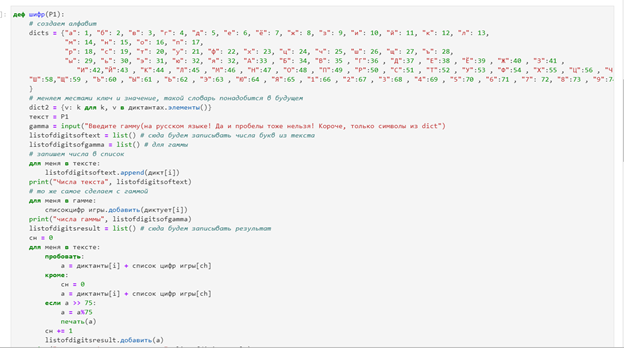 деф шифр(P1):
# создаем алфавит
dicts = {"а": 1, "б": 2, "в": 3, "г": 4, "д": 5, "е": 6, "ё": 7, "ж": 8, "з": 9, "и": 10, "й": 11, "к": 12, "л": 13,
"м": 14, "н": 15, "о": 16, "п": 17,
"р": 18, "с": 19, "т": 20, "у": 21, "ф": 22, "х": 23, "ц": 24, "ч": 25, "ш": 26, "щ": 27, "ъ": 28,
"ы": 29, "ь": 30, "э": 31, "ю": 32, "я": 32, "А":33 , "Б": 34, "В": 35 , "Г":36 , "Д":37 , "Е":38 , "Ё":39 , "Ж":40 , "З":41 ,
"И":42,"Й":43 , "К":44 , "Л":45 , "М":46 , "Н":47 , "О":48 , "П":49 , "Р":50 , "С":51 , "Т":52 , "У":53 , "Ф":54 , "Х":55 , "Ц":56 , "Ч
"Ш":58,"Щ":59 , "Ъ":60 , "Ы":61 , "Ь":62 , "Э":63 , "Ю":64 , "Я":65 , "1":66 , "2":67 , "3":68 , "4":69 , "5":70 , "6":71 , "7": 72, "8":73 , "9":7
}
# меняем местами ключ и значение, такой словарь понадобится в будущем
dict2 = {v: k для k, v в диктантах.элементы()}
текст = P1
gamma = input("Введите гамму(на русском языке! Да и пробелы тоже нельзя! Короче, только символы из dict")
listofdigitsoftext = list() # сюда будем записывать числа букв из текста
listofdigitsofgamma = list() # для гаммы
# запишем числа в список
для меня в тексте:
listofdigitsoftext.append(дикт[i])
print("Числа текста", listofdigitsoftext)
# то же самое сделаем с гаммой
для меня в гамме:
списокцифр игры.добавить(диктует[i])
print("числа гаммы", listofdigitsofgamma)
listofdigitsresult = list() # сюда будем записывать результат
сн = 0
для меня в тексте:
пробовать:
a = диктанты[i] + список цифр игры[ch]
кроме:
сн = 0
a = диктанты[i] + список цифр игры[ch]
если a >> 75:
a = a%75
печать(a)
сн += 1
listofdigitsresult.добавить(a)